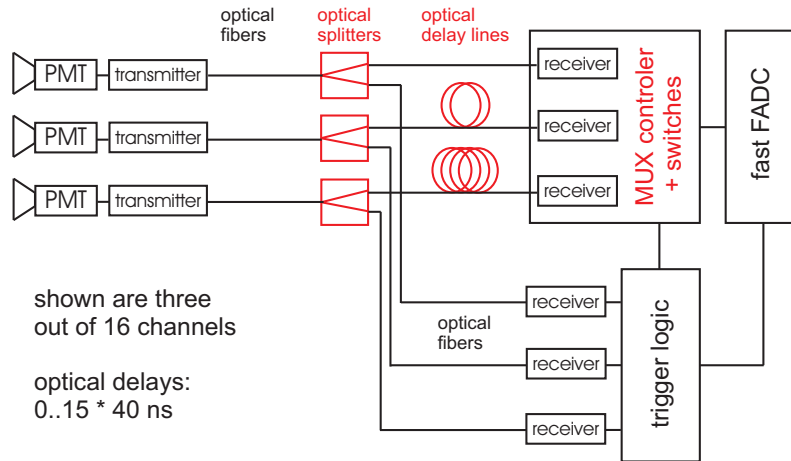 optical
fibers
optical
splitters
optical
delay lines
PMT
transmitter
receiver
PMT
transmitter
receiver
PMT
transmitter
receiver
MUX controler
+ switches
fast FADC
shown are three
out of 16 channels
optical delays:
0..15 * 40 ns
optical
fibers
receiver
receiver
receiver
trigger logic